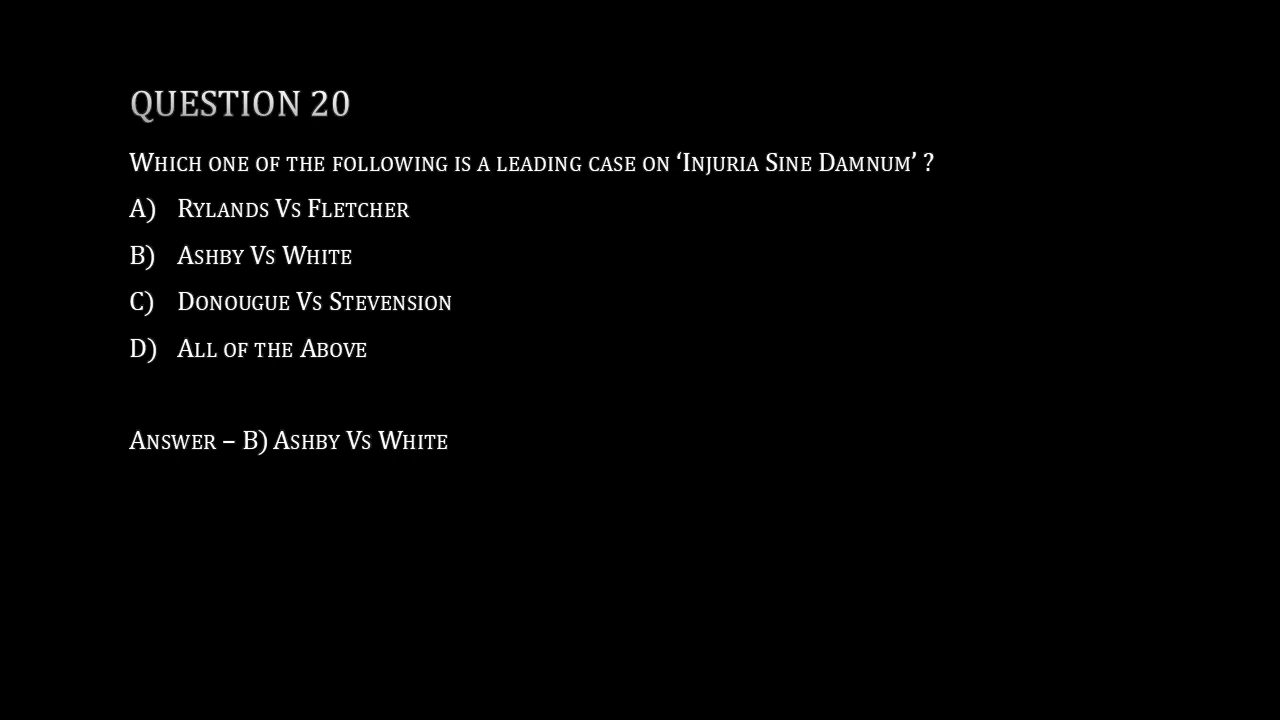 QUESTION 20
Which one of the following is a leading case on ‘Injuria Sine Damnum’ ?
A) Rylands Vs Fletcher
B) Ashby Vs White
C) Donougue Vs Stevension
D) All of the Above
Answer – B) Ashby Vs White